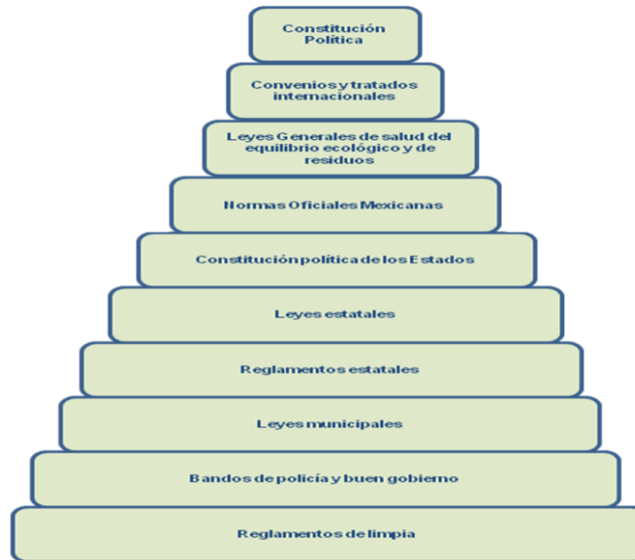 Constitución
Política
Convenios y tratados
internacionales
Leyes Generales de salud del
equilibrio ecológico y de
residuos
Normas Oficiales Mexicanas
Constitución política de los Estados
Leyes estatales
Reglamentos estatales
Leyes municipales
Bandos de policía y buen gobierno
Reglamentos de limpia